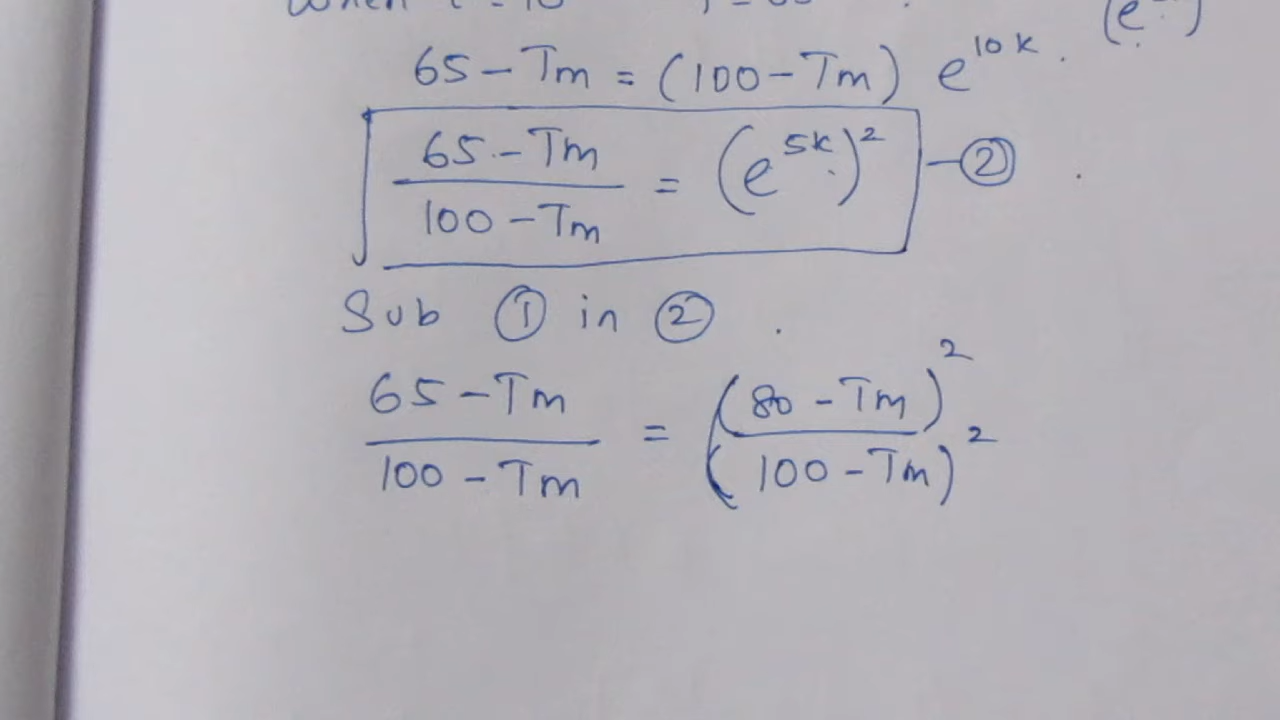 65 - Tm = (100 - Tm) e^{10k}.
(65 - Tm)/(100 - Tm) = (e^{5k})^2 - ②
Sub ① in ②.
(65 - Tm)/(100 - Tm) = (80 - Tm)^2/(100 - Tm)^2